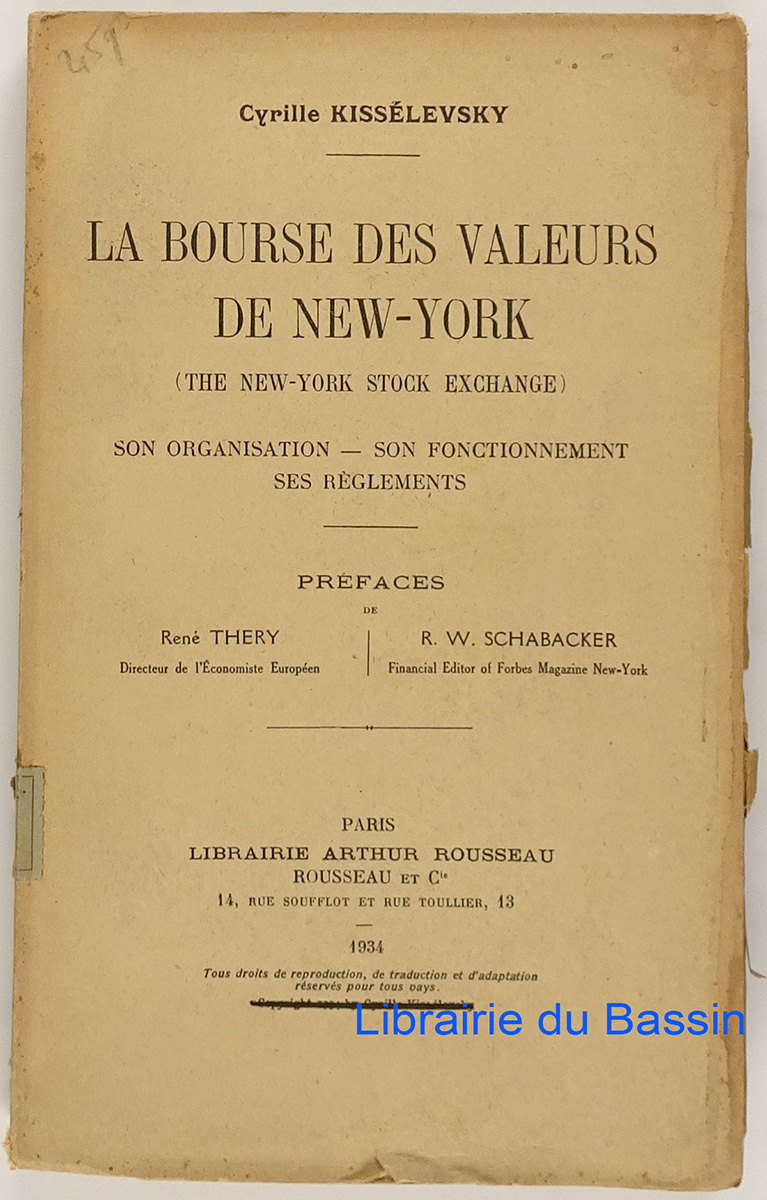 259
Cyrille KISSÉLEVSKY
LA BOURSE DES VALEURS
DE NEW-YORK
(THE NEW-YORK STOCK EXCHANGE)
SON ORGANISATION — SON FONCTIONNEMENT
SES RÈGLEMENTS
PRÉFACES
DE
René THERY
Directeur de l'Économiste Européen
R. W. SCHABACKER
Financial Editor of Forbes Magazine New-York
PARIS
LIBRAIRIE ARTHUR ROUSSEAU
ROUSSEAU ET Cie
14, RUE SOUFFLOT ET RUE TOULLIER, 13
1934
Tous droits de reproduction, de traduction et d'adaptation
réservés pour tous pays.
Copyright by Cyrille
Librairie du Bassin